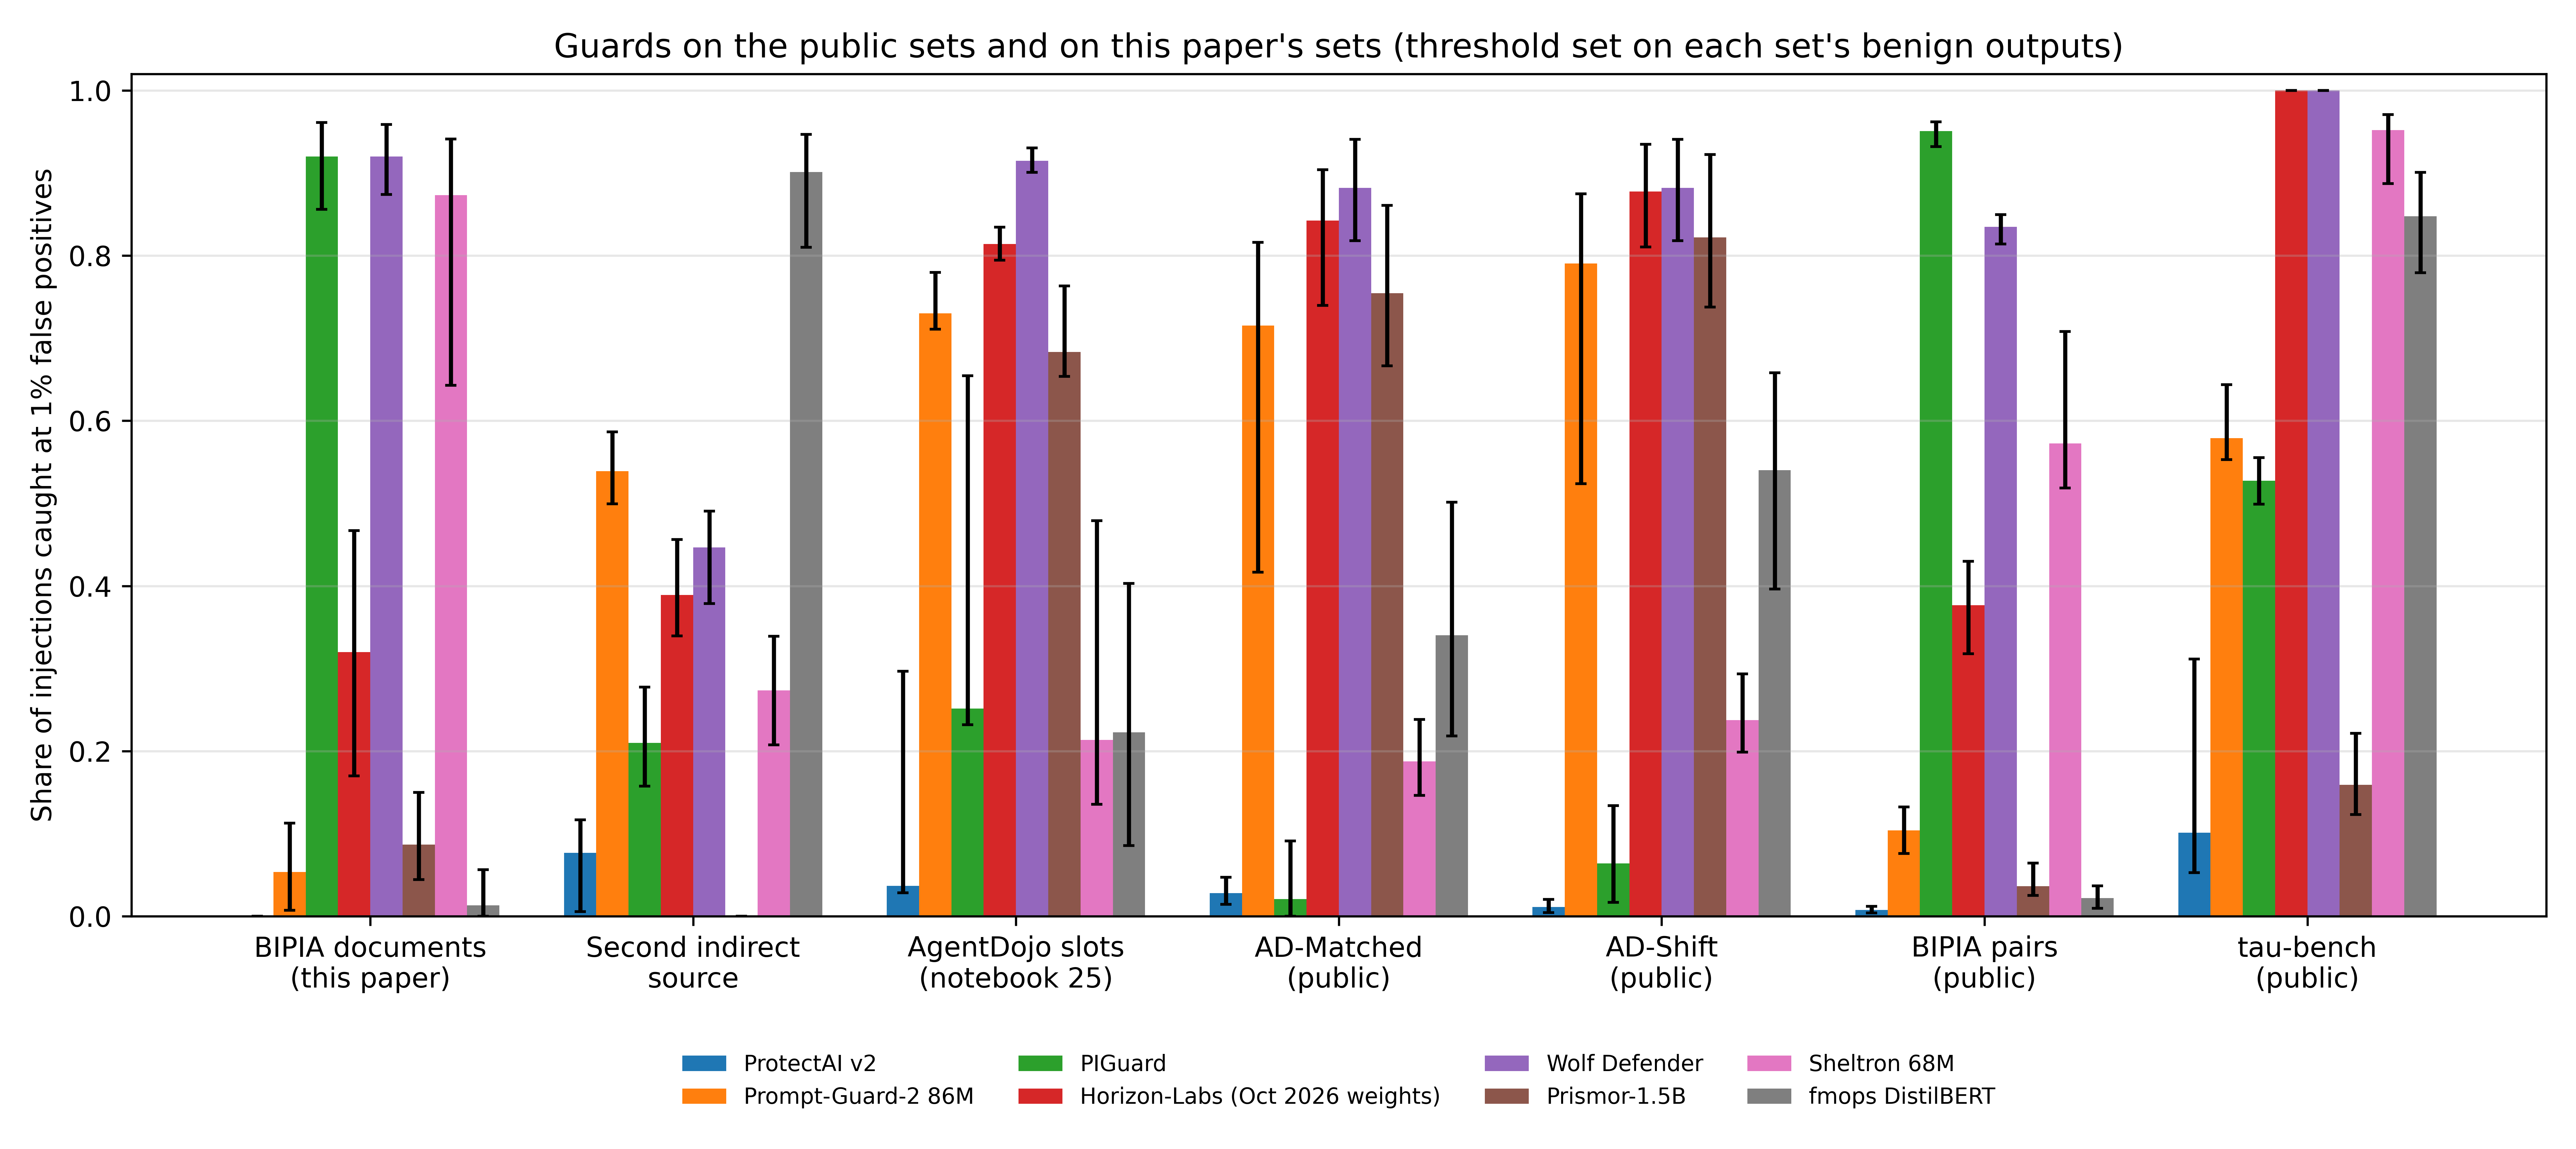 Guards on the public sets and on this paper's sets (threshold set on each set's benign outputs)
Share of injections caught at 1% false positives
1.0
0.8
0.6
0.4
0.2
0.0
BIPIA documents
(this paper)
Second indirect
source
AgentDojo slots
(notebook 25)
AD-Matched
(public)
AD-Shift
(public)
BIPIA pairs
(public)
tau-bench
(public)
ProtectAI v2
Prompt-Guard-2 86M
PIGuard
Horizon-Labs (Oct 2026 weights)
Wolf Defender
Prismor-1.5B
Sheltron 68M
fmops DistilBERT